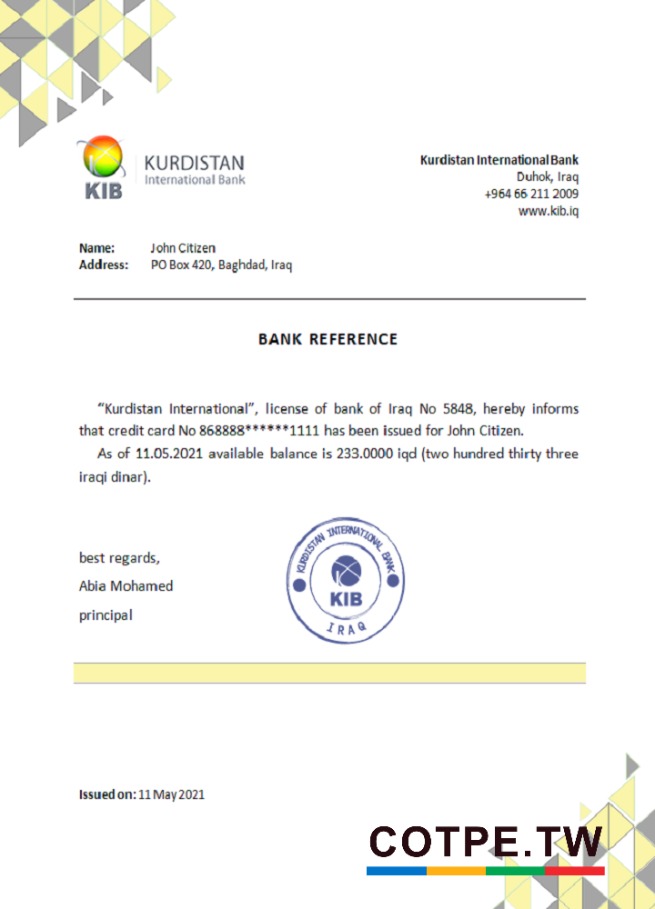 KIB
KURDISTAN
International Bank
Kurdistan International Bank
Duhok, Iraq
+964 66 211 2009
www.kib.iq
Name: John Citizen
Address: PO Box 420, Baghdad, Iraq
BANK REFERENCE
“Kurdistan International”, license of bank of Iraq No 5848, hereby informs
that credit card No 868888******1111 has been issued for John Citizen.
As of 11.05.2021 available balance is 233.0000 iqd (two hundred thirty three
iraqi dinar).
best regards,
Abia Mohamed
principal
KURDISTAN INTERNATIONAL BANK
KIB
IRAQ
Issued on: 11 May 2021
COTPE.TW